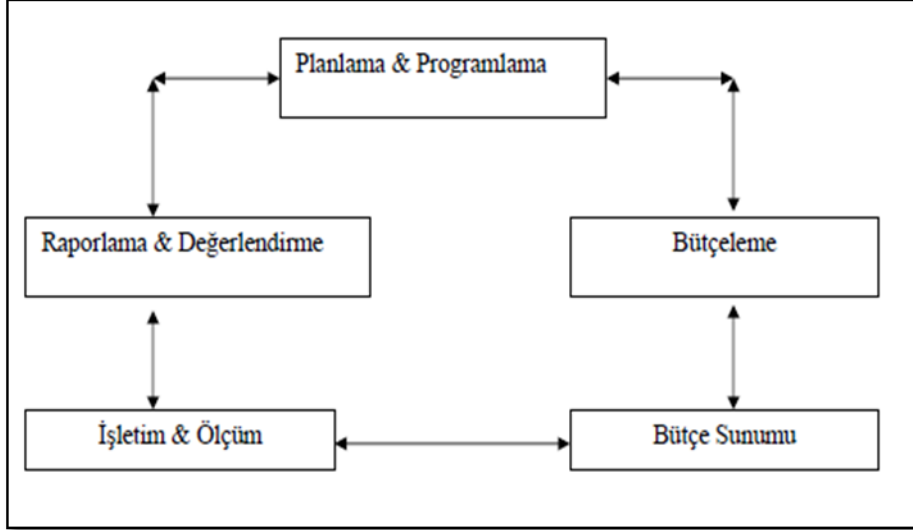 Planlama & Programlama
Raporlama & Değerlendirme
Bütçeleme
İşletim & Ölçüm
Bütçe Sunumu